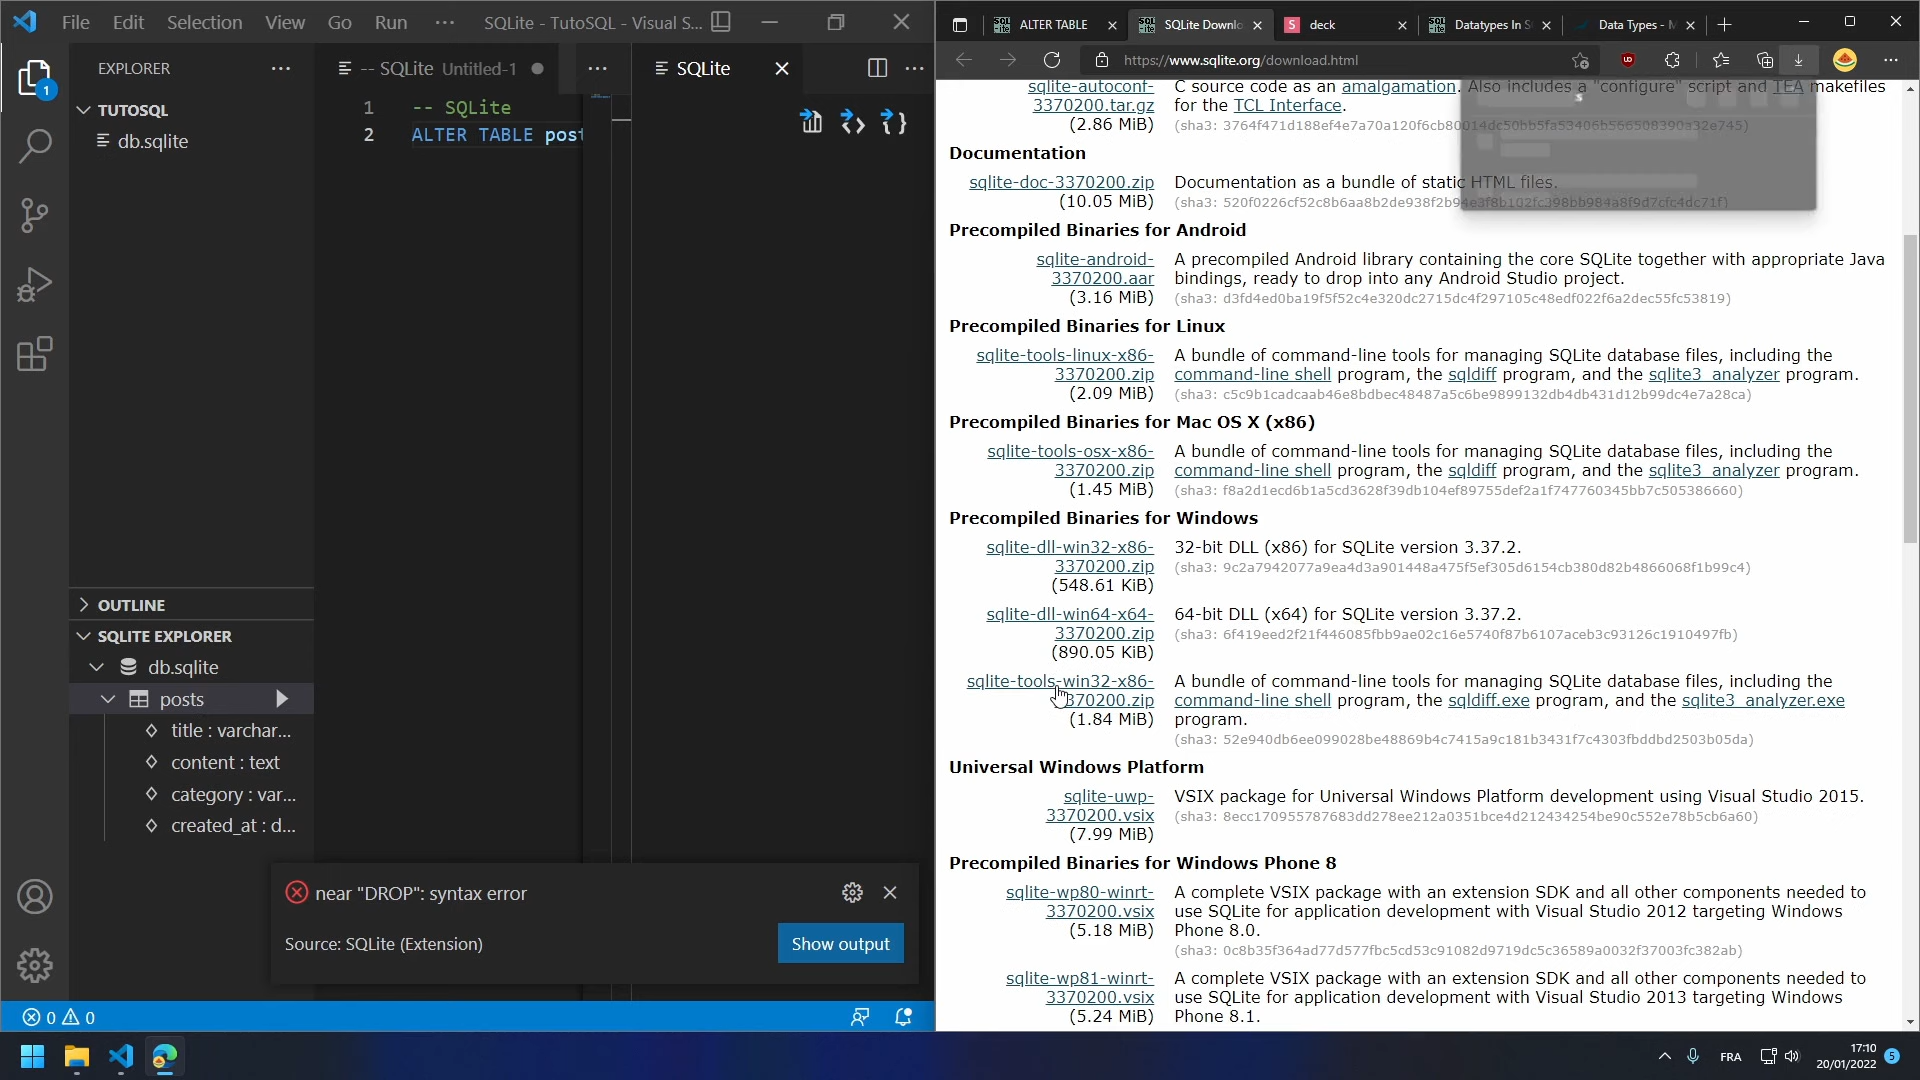 File Edit Selection View Go Run ··· SQLite - TutoSQL - Visual S...
EXPLORER
1
TUTOSQL
db.sqlite
-- SQLite Untitled-1
1 -- SQLite
2 ALTER TABLE post
SQLite
OUTLINE
SQLITE EXPLORER
db.sqlite
posts
title : varchar...
content : text
category : var...
created_at : d...
near "DROP": syntax error
Source: SQLite (Extension)
Show output
0 0
ALTER TABLE
SQLite Downlo
deck
Datatypes In S
Data Types - M
https://www.sqlite.org/download.html
sqlite-autoconf-
3370200.tar.gz
(2.86 MiB)
C source code as an amalgamation. Also includes a "configure" script and TEA makefiles
for the TCL Interface.
(sha3: 3764f471d188ef4e7a70a120f6cb80014dc50bb5fa53406b566508390a32e745)
Documentation
sqlite-doc-3370200.zip
(10.05 MiB)
Documentation as a bundle of static HTML files.
Precompiled Binaries for Android
sqlite-android-
3370200.aar
(3.16 MiB)
A precompiled Android library containing the core SQLite together with appropriate Java
bindings, ready to drop into any Android Studio project.
(sha3: d3fd4ed0ba19f5f52c4e320dc2715dc4f297105c48edf022f6a2dec55fc53819)
Precompiled Binaries for Linux
sqlite-tools-linux-x86-
3370200.zip
(2.09 MiB)
A bundle of command-line tools for managing SQLite database files, including the
command-line shell program, the sqldiff program, and the sqlite3_analyzer program.
(sha3: c5c9b1cadcaab46e8bdbec48487a5c6be9899132db4db431d12b99dc4e7a28ca)
Precompiled Binaries for Mac OS X (x86)
sqlite-tools-osx-x86-
3370200.zip
(1.45 MiB)
A bundle of command-line tools for managing SQLite database files, including the
command-line shell program, the sqldiff program, and the sqlite3_analyzer program.
(sha3: f8a2d1ecd6b1a5cd3628f39db104ef89755def2a1f747760345bb7c505386660)
Precompiled Binaries for Windows
sqlite-dll-win32-x86-
3370200.zip
(548.61 KiB)
32-bit DLL (x86) for SQLite version 3.37.2.
(sha3: 9c2a7942077a9ea4d3a901448a475f5ef305d6154cb380d82b4866068f1b99c4)
sqlite-dll-win64-x64-
3370200.zip
(890.05 KiB)
64-bit DLL (x64) for SQLite version 3.37.2.
(sha3: 6f419eed2f21f446085fbb9ae02c16e5740f87b6107aceb3c93126c1910497fb)
sqlite-tools-win32-x86-
3370200.zip
(1.84 MiB)
A bundle of command-line tools for managing SQLite database files, including the
command-line shell program, the sqldiff.exe program, and the sqlite3_analyzer.exe
program.
(sha3: 52e940db6ee099028be48869b4c7415a9c181b3431f7c4303fbddbd2503b05da)
Universal Windows Platform
sqlite-uwp-
3370200.vsix
(7.99 MiB)
VSIX package for Universal Windows Platform development using Visual Studio 2015.
(sha3: 8ecc170955787683dd278ee212a0351bce4d212434254be90c552e78b5cb6a60)
Precompiled Binaries for Windows Phone 8
sqlite-wp80-winrt-
3370200.vsix
(5.18 MiB)
A complete VSIX package with an extension SDK and all other components needed to
use SQLite for application development with Visual Studio 2012 targeting Windows
Phone 8.0.
(sha3: 0c8b35f364ad77d577fbc5cd53c91082d9719dc5c36589a0032f37003fc382ab)
sqlite-wp81-winrt-
3370200.vsix
(5.24 MiB)
A complete VSIX package with an extension SDK and all other components needed to
use SQLite for application development with Visual Studio 2013 targeting Windows
Phone 8.1.
FRA
17:10
20/01/2022
5